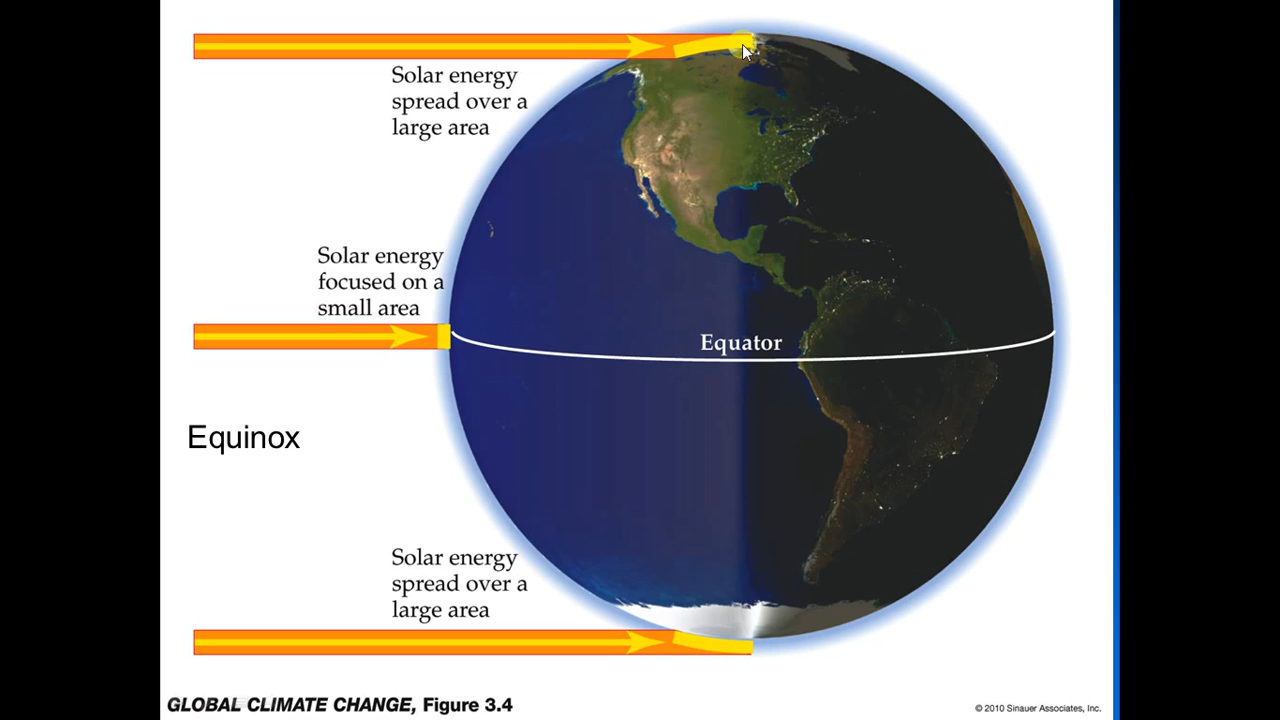 Solar energy
spread over a
large area
Solar energy
focused on a
small area
Equator
Equinox
Solar energy
spread over a
large area
GLOBAL CLIMATE CHANGE, Figure 3.4
© 2010 Sinauer Associates, Inc.